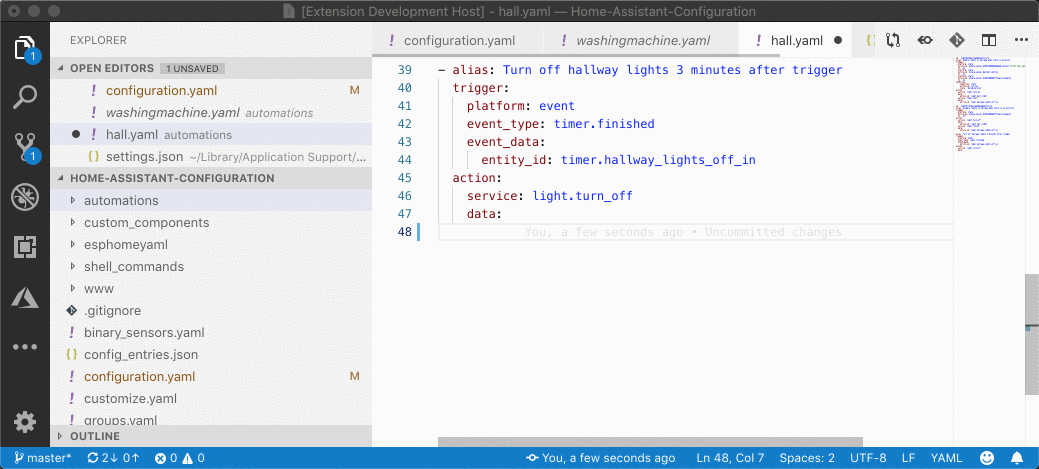 [Extension Development Host] - hall.yaml — Home-Assistant-Configuration
EXPLORER
configuration.yaml
washingmachine.yaml
hall.yaml
OPEN EDITORS 1 UNSAVED
configuration.yaml M
washingmachine.yaml automations
hall.yaml automations
settings.json ~/Library/Application Support/...
HOME-ASSISTANT-CONFIGURATION
automations
custom_components
esphomeyaml
shell_commands
www
.gitignore
binary_sensors.yaml
config_entries.json
configuration.yaml M
customize.yaml
groups.yaml
OUTLINE
1
1
39 - alias: Turn off hallway lights 3 minutes after trigger
40 trigger:
41 platform: event
42 event_type: timer.finished
43 event_data:
44 entity_id: timer.hallway_lights_off_in
45 action:
46 service: light.turn_off
47 data:
48 You, a few seconds ago • Uncommitted changes
master* 2↓ 0↑ 0 0 You, a few seconds ago Ln 48, Col 7 Spaces: 2 UTF-8 LF YAML